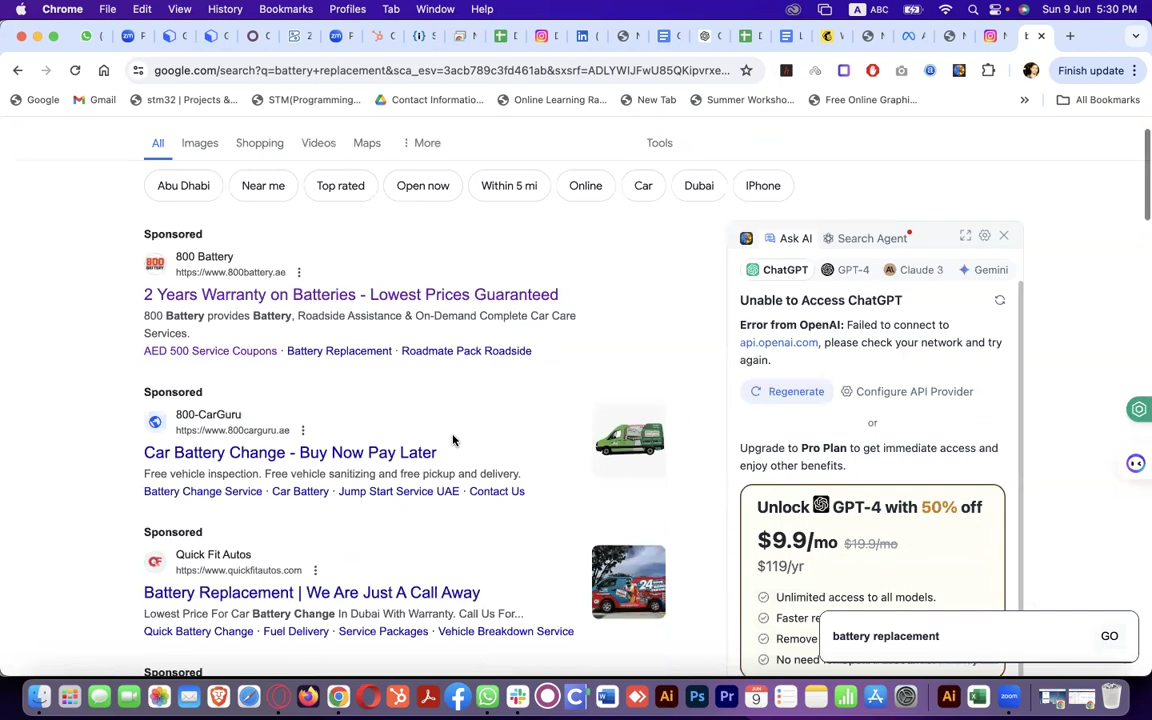 Chrome File Edit View History Bookmarks Profiles Tab Window Help A ABC Sun 9 Jun 5:30 PM
google.com/search?q=battery+replacement&sca_esv=3acb789c3fd461ab&sxsrf=ADLYWIJFwU85QKipvrxe... Finish update
Google Gmail stm32 | Projects &... STM(Programming... Contact Informatio... Online Learning Ra... New Tab Summer Worksho... Free Online Graphi... » All Bookmarks
All Images Shopping Videos Maps More Tools
Abu Dhabi Near me Top rated Open now Within 5 mi Online Car Dubai IPhone
Sponsored
800 Battery
https://www.800battery.ae
2 Years Warranty on Batteries - Lowest Prices Guaranteed
800 Battery provides Battery, Roadside Assistance & On-Demand Complete Car Care
Services.
AED 500 Service Coupons · Battery Replacement · Roadmate Pack Roadside
Sponsored
800-CarGuru
https://www.800carguru.ae
Car Battery Change - Buy Now Pay Later
Free vehicle inspection. Free vehicle sanitizing and free pickup and delivery.
Battery Change Service · Car Battery · Jump Start Service UAE · Contact Us
Sponsored
Quick Fit Autos
https://www.quickfitautos.com
Battery Replacement | We Are Just A Call Away
Lowest Price For Car Battery Change In Dubai With Warranty. Call Us For...
Quick Battery Change · Fuel Delivery · Service Packages · Vehicle Breakdown Service
Ask AI Search Agent
ChatGPT GPT-4 Claude 3 Gemini
Unable to Access ChatGPT
Error from OpenAI: Failed to connect to
api.openai.com, please check your network and try
again.
Regenerate Configure API Provider
or
Upgrade to Pro Plan to get immediate access and
enjoy other benefits.
Unlock GPT-4 with 50% off
$9.9/mo $19.9/mo
$119/yr
Unlimited access to all models.
Faster re
Remove
No need
battery replacement GO